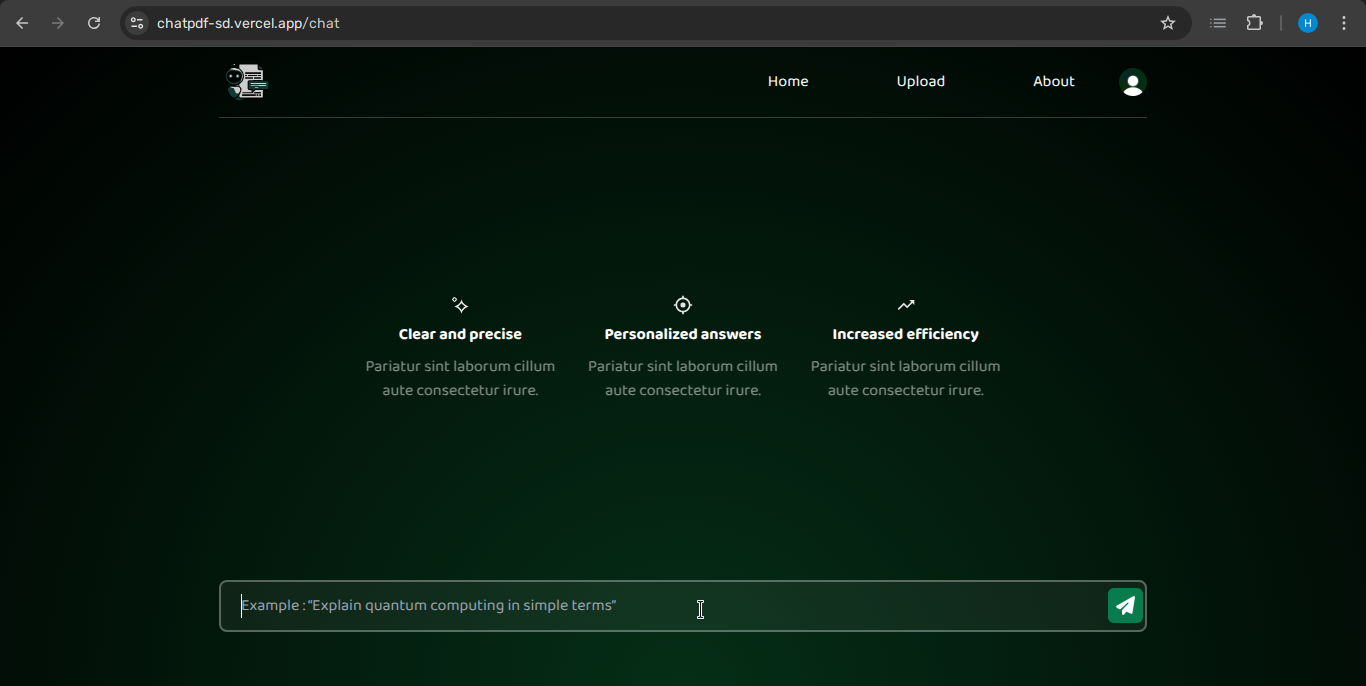 chatpdf-sd.vercel.app/chat
H
Home Upload About
Clear and precise
Pariatur sint laborum cillum
aute consectetur irure.
Personalized answers
Pariatur sint laborum cillum
aute consectetur irure.
Increased efficiency
Pariatur sint laborum cillum
aute consectetur irure.
Example : “Explain quantum computing in simple terms”